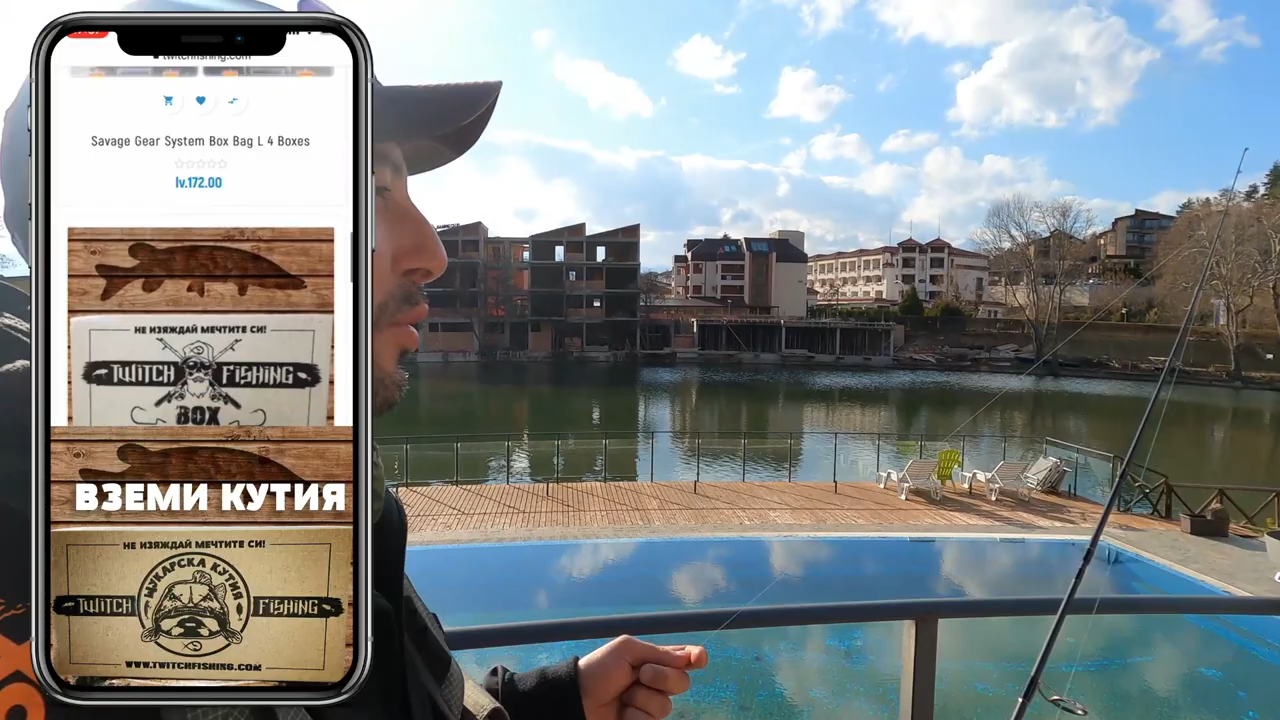 twitchfishing.com
Savage Gear System Box Bag L 4 Boxes
lv.172.00
НЕ ИЗЯЖДАЙ МЕЧТИТЕ СИ!
TWITCH FISHING
BOX
ВЗЕМИ КУТИЯ
НЕ ИЗЯЖДАЙ МЕЧТИТЕ СИ!
МУКАРСКА КУТИЯ
TWITCH FISHING
WWW.TWITCHFISHING.COM